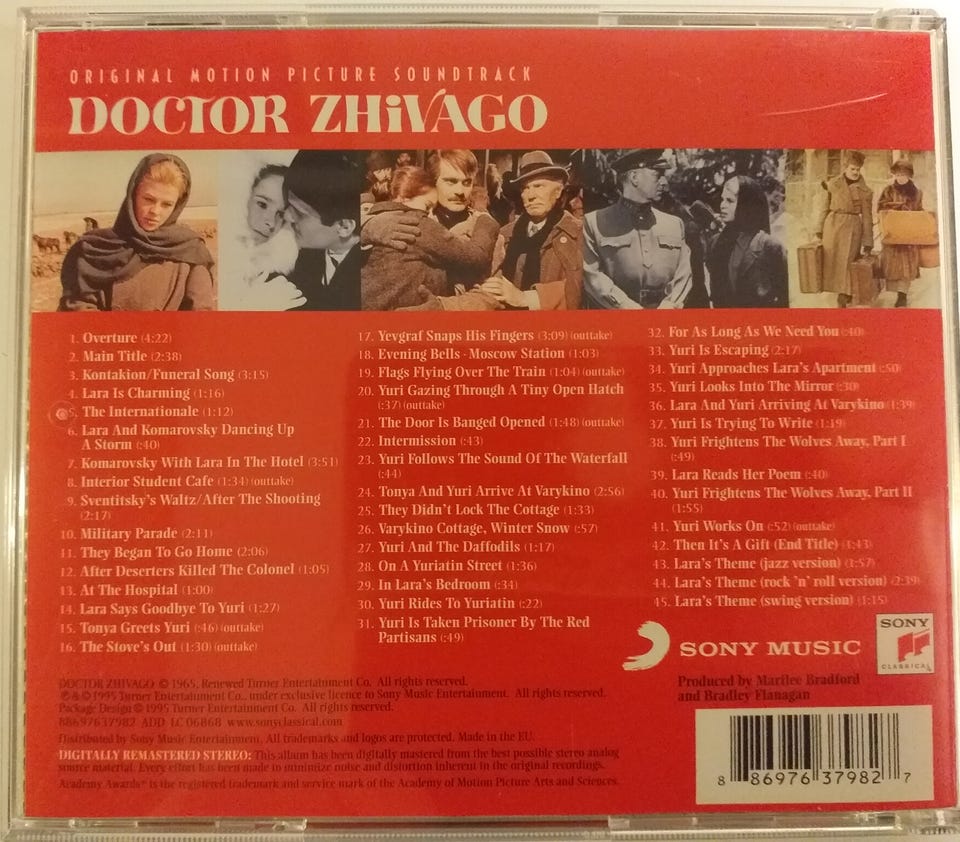 ORIGINAL MOTION PICTURE SOUNDTRACK
DOCTOR ZHiVAGO
1. Overture (4:22)
2. Main Title (2:38)
3. Kontakion/Funeral Song (3:15)
4. Lara Is Charming (1:16)
5. The Internationale (1:12)
6. Lara And Komarovsky Dancing Up
A Storm (:40)
7. Komarovsky With Lara In The Hotel (3:51)
8. Interior Student Cafe (1:34) (outtake)
9. Sventitsky's Waltz/After The Shooting
(2:17)
10. Military Parade (2:11)
11. They Began To Go Home (2:06)
12. After Deserters Killed The Colonel (1:05)
13. At The Hospital (1:00)
14. Lara Says Goodbye To Yuri (1:27)
15. Tonya Greets Yuri (:46) (outtake)
16. The Stove's Out (1:30) (outtake)
17. Yevgraf Snaps His Fingers (3:09) (outtake)
18. Evening Bells - Moscow Station (1:03)
19. Flags Flying Over The Train (1:04) (outtake)
20. Yuri Gazing Through A Tiny Open Hatch
(:37) (outtake)
21. The Door Is Banged Opened (1:48) (outtake)
22. Intermission (:43)
23. Yuri Follows The Sound Of The Waterfall
(:44)
24. Tonya And Yuri Arrive At Varykino (2:56)
25. They Didn't Lock The Cottage (1:33)
26. Varykino Cottage, Winter Snow (:57)
27. Yuri And The Daffodils (1:17)
28. On A Yuriatin Street (1:36)
29. In Lara's Bedroom (:34)
30. Yuri Rides To Yuriatin (:22)
31. Yuri Is Taken Prisoner By The Red
Partisans (:49)
32. For As Long As We Need You (:40)
33. Yuri Is Escaping (2:17)
34. Yuri Approaches Lara's Apartment (:50)
35. Yuri Looks Into The Mirror (:30)
36. Lara And Yuri Arriving At Varykino (1:39)
37. Yuri Is Trying To Write (1:19)
38. Yuri Frightens The Wolves Away, Part I
(:49)
39. Lara Reads Her Poem (:40)
40. Yuri Frightens The Wolves Away, Part II
(1:55)
41. Yuri Works On (:52) (outtake)
42. Then It's A Gift (End Title) (1:43)
43. Lara's Theme (jazz version) (1:57)
44. Lara's Theme (rock 'n' roll version) (2:39)
45. Lara's Theme (swing version) (1:15)
SONY MUSIC
SONY
CLASSICAL
Produced by Marilee Bradford
and Bradley Flanagan
DOCTOR ZHIVAGO © 1965, Renewed Turner Entertainment Co. All rights reserved.
℗ & © 1995 Turner Entertainment Co., under exclusive licence to Sony Music Entertainment. All rights reserved.
Package Design © 1995 Turner Entertainment Co. All rights reserved.
88697637982 ADD LC 06868 www.sonyclassical.com
Distributed by Sony Music Entertainment. All trademarks and logos are protected. Made in the EU.
DIGITALLY REMASTERED STEREO: This album has been digitally mastered from the best possible stereo analog
source material. Every effort has been made to minimize noise and distortion inherent in the original recordings.
Academy Awards® is the registered trademark and service mark of the Academy of Motion Picture Arts and Sciences.
8 86976 37982 7